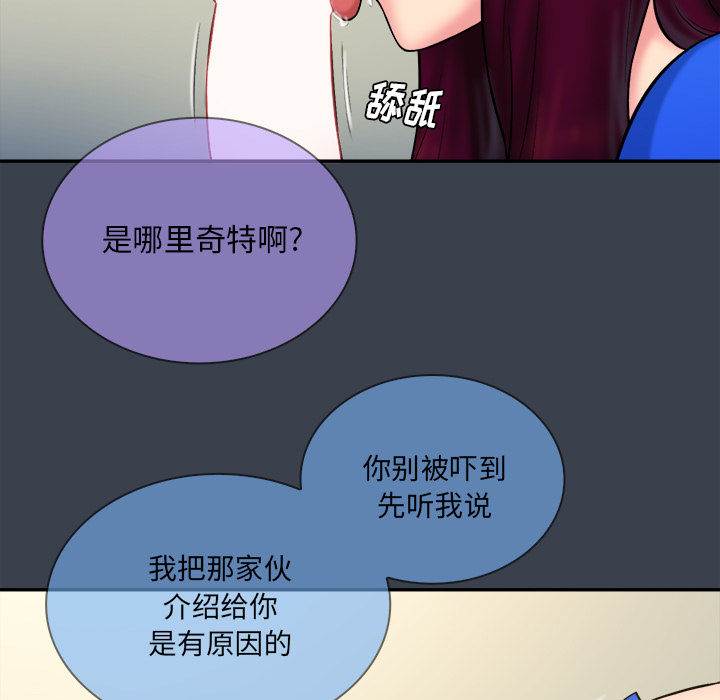 舔舐
是哪里奇特啊?
你别被吓到
先听我说
我把那家伙
介绍给你
是有原因的